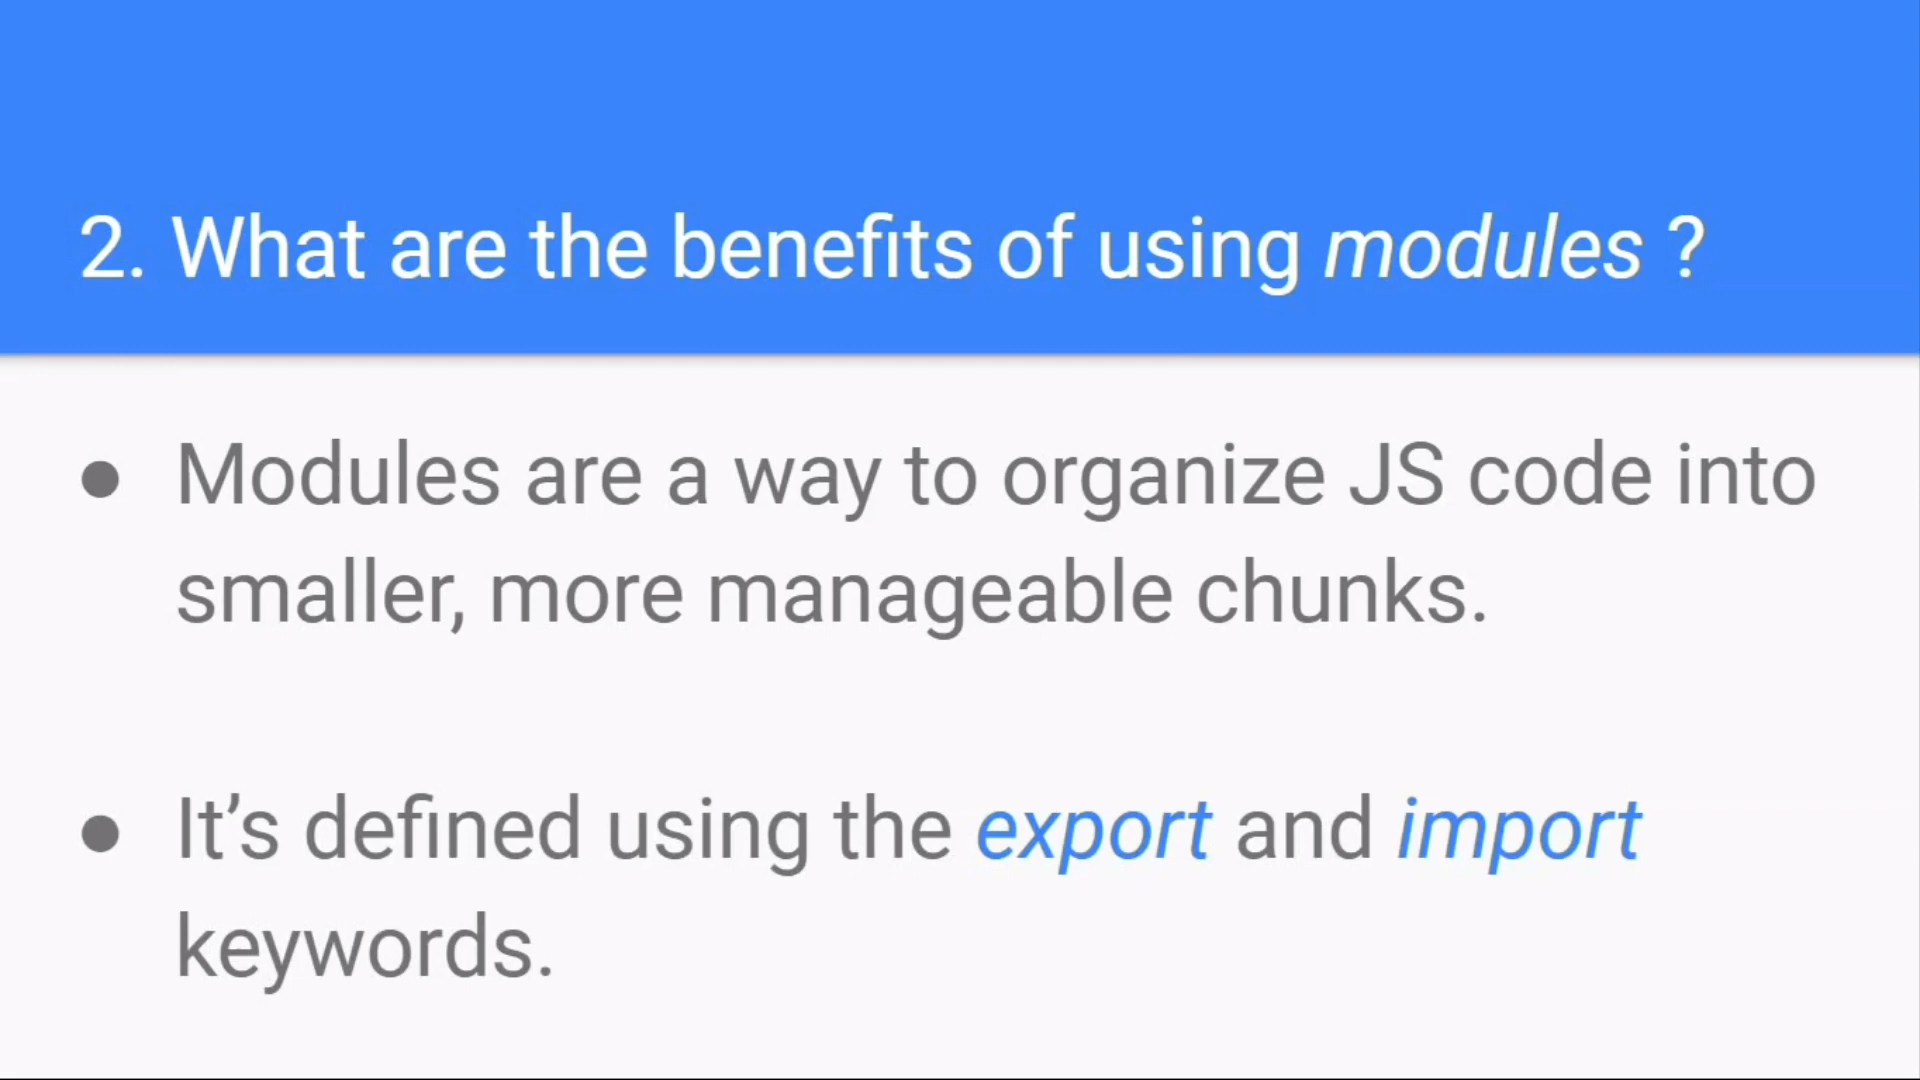 2. What are the benefits of using modules ?
● Modules are a way to organize JS code into
smaller, more manageable chunks.
● It’s defined using the export and import
keywords.